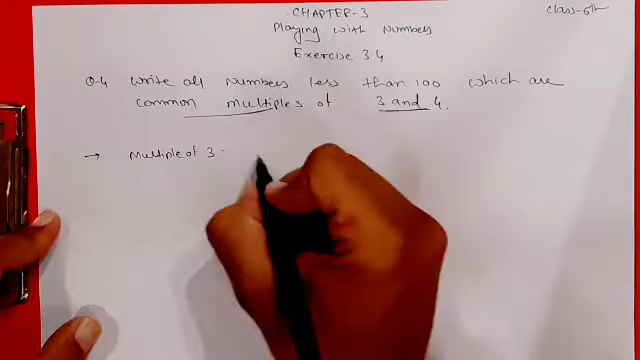 CHAPTER-3
Class-6th
Playing with Numbers
Exercise 3.4
Q.4 Write all numbers less than 100 which are
common multiples of 3 and 4.
→ Multiple of 3